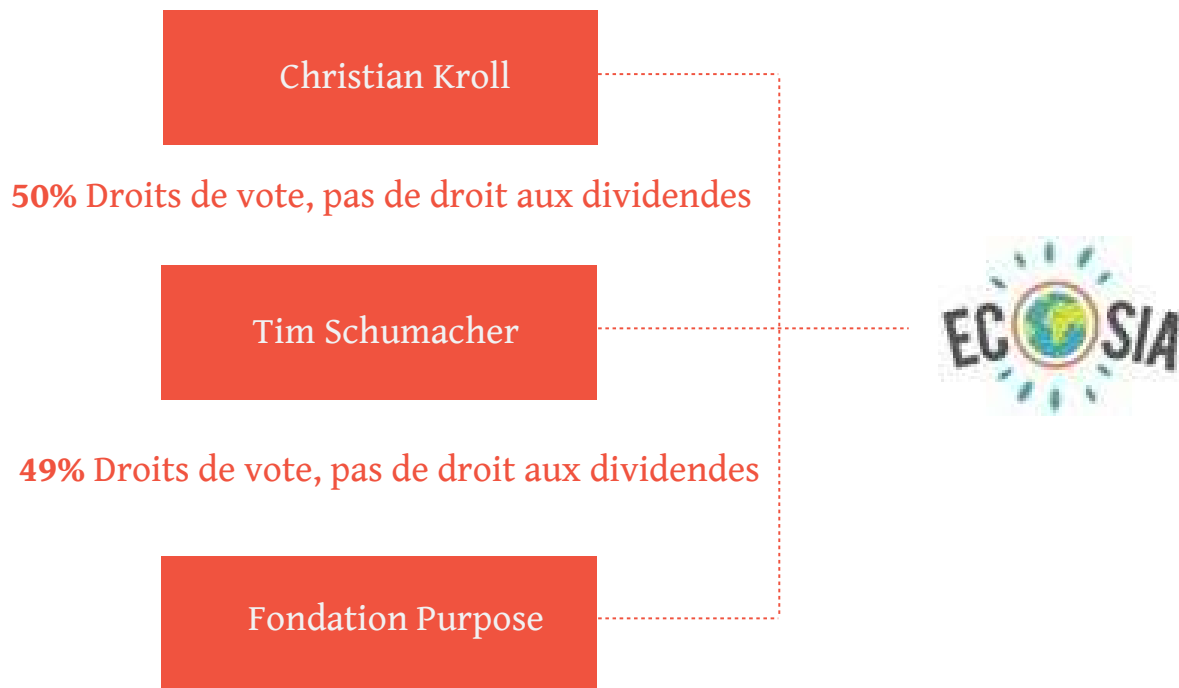 Christian Kroll
50% Droits de vote, pas de droit aux dividendes
Tim Schumacher
ECOSIA
49% Droits de vote, pas de droit aux dividendes
Fondation Purpose